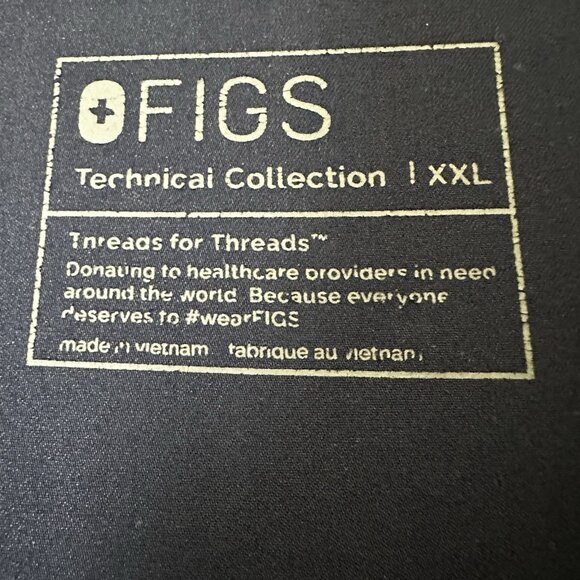 FIGS
Technical Collection | XXL
Threads for Threads™
Donating to healthcare providers in need
around the world. Because everyone
deserves to #wearFIGS
made in vietnam fabrique au vietnam